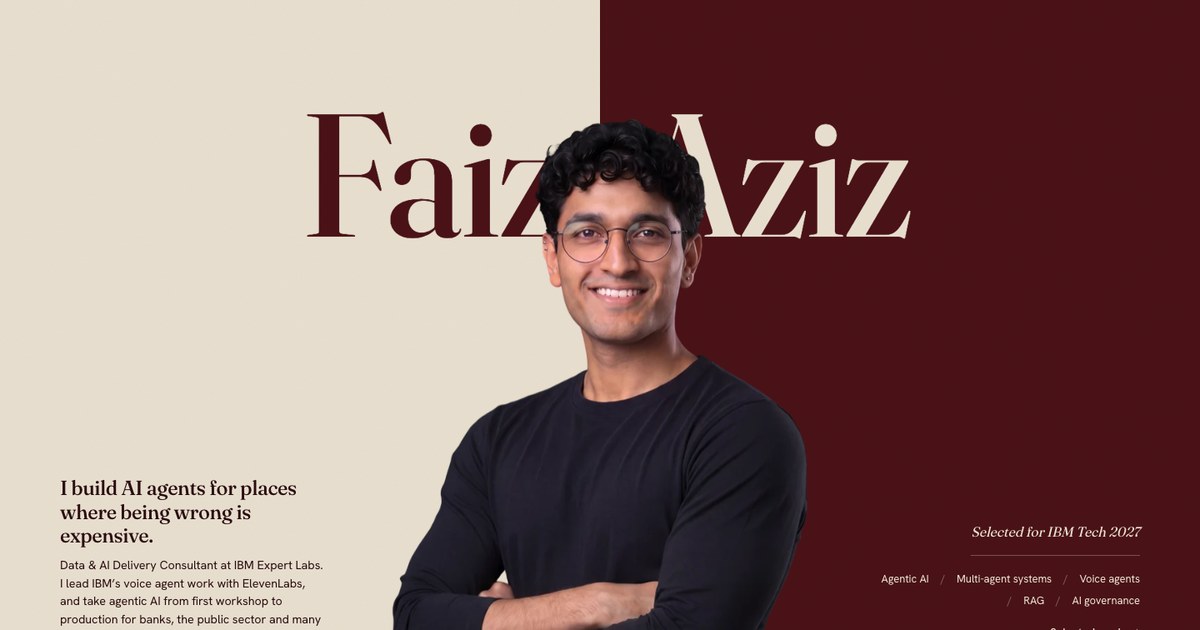 Faiz Aziz
I build AI agents for places
where being wrong is
expensive.
Data & AI Delivery Consultant at IBM Expert Labs.
I lead IBM’s voice agent work with ElevenLabs,
and take agentic AI from first workshop to
production for banks, the public sector and many
Selected for IBM Tech 2027
Agentic AI / Multi-agent systems / Voice agents
/ RAG / AI governance